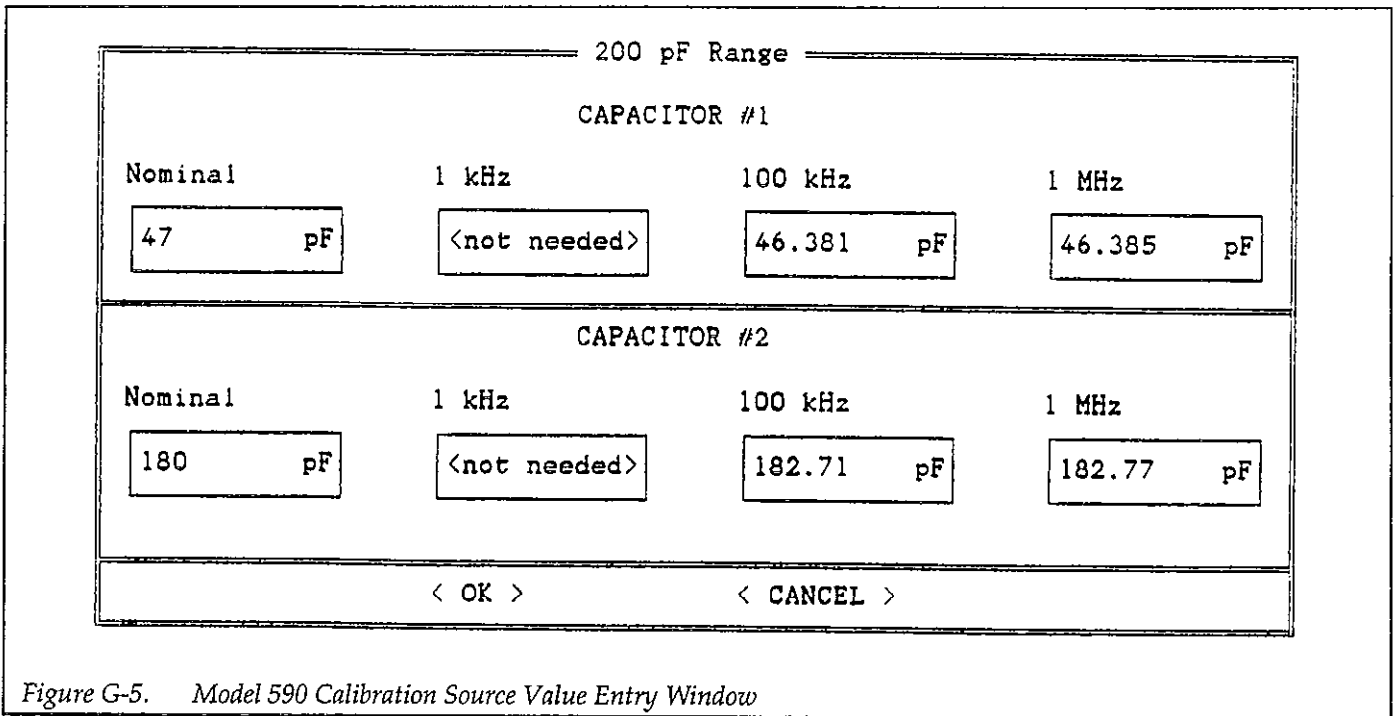 200 pF Range
CAPACITOR #1
Nominal 1 kHz 100 kHz 1 MHz
47 pF <not needed> 46.381 pF 46.385 pF
CAPACITOR #2
Nominal 1 kHz 100 kHz 1 MHz
180 pF <not needed> 182.71 pF 182.77 pF
< OK > < CANCEL >
Figure G-5. Model 590 Calibration Source Value Entry Window